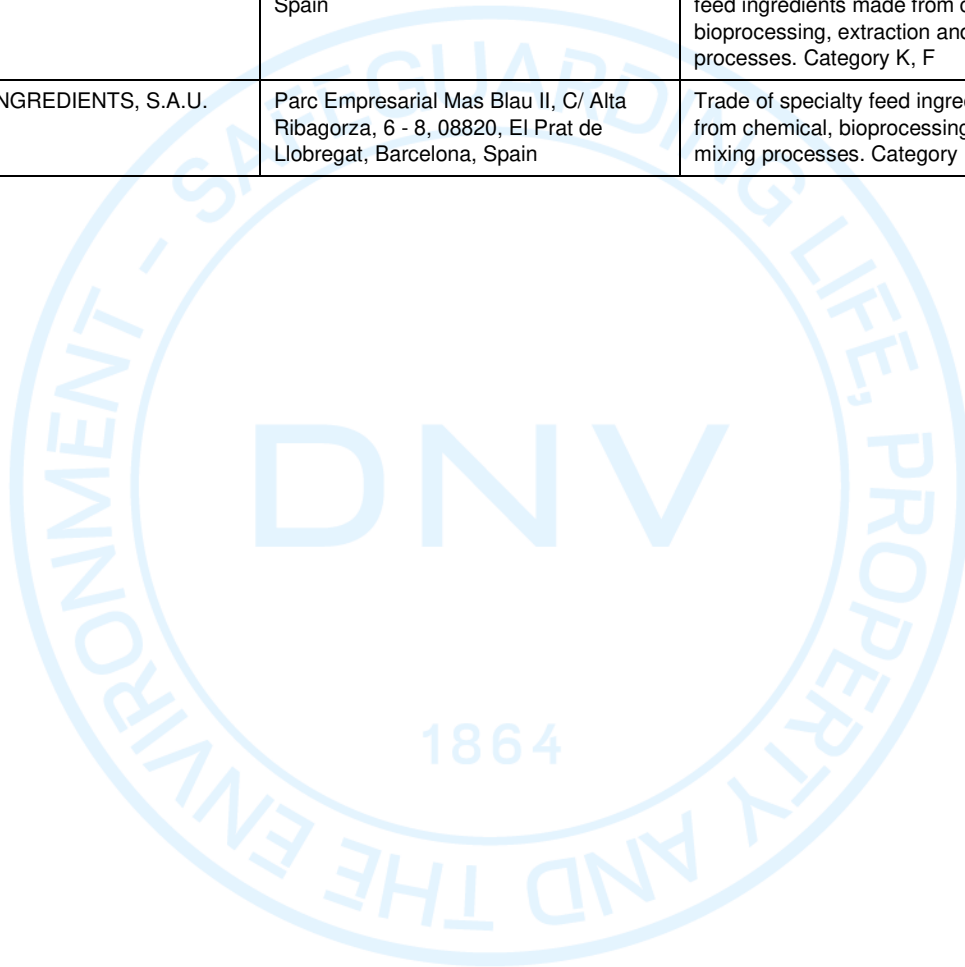 Spain
feed ingredients made from
bioprocessing, extraction and
processes. Category K, F
INGREDIENTS, S.A.U.
Parc Empresarial Mas Blau II, C/ Alta
Ribagorza, 6 - 8, 08820, El Prat de
Llobregat, Barcelona, Spain
Trade of specialty feed
from chemical, bioprocessing
mixing processes. Category
SAFEGUARDING LIFE, PROPERTY AND THE ENVIRONMENT -
DNV
1864